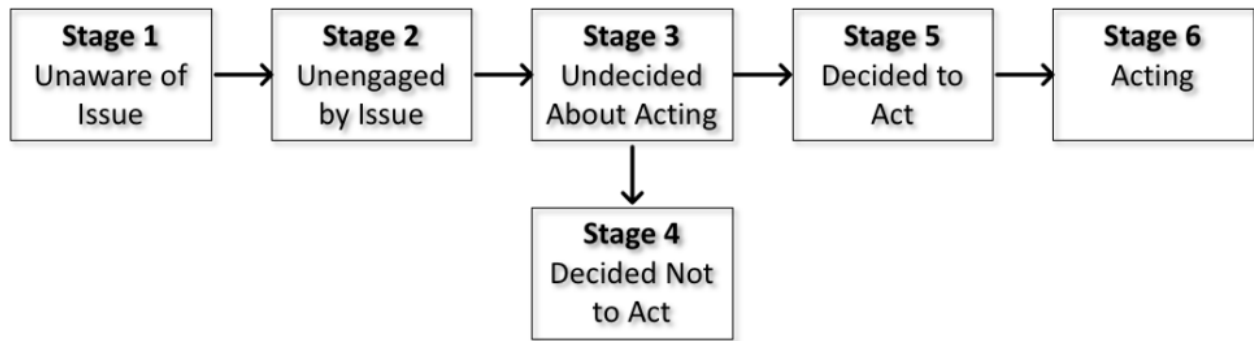 Stage 1
Unaware of
Issue
Stage 2
Unengaged
by Issue
Stage 3
Undecided
About Acting
Stage 5
Decided to
Act
Stage 6
Acting
Stage 4
Decided Not
to Act